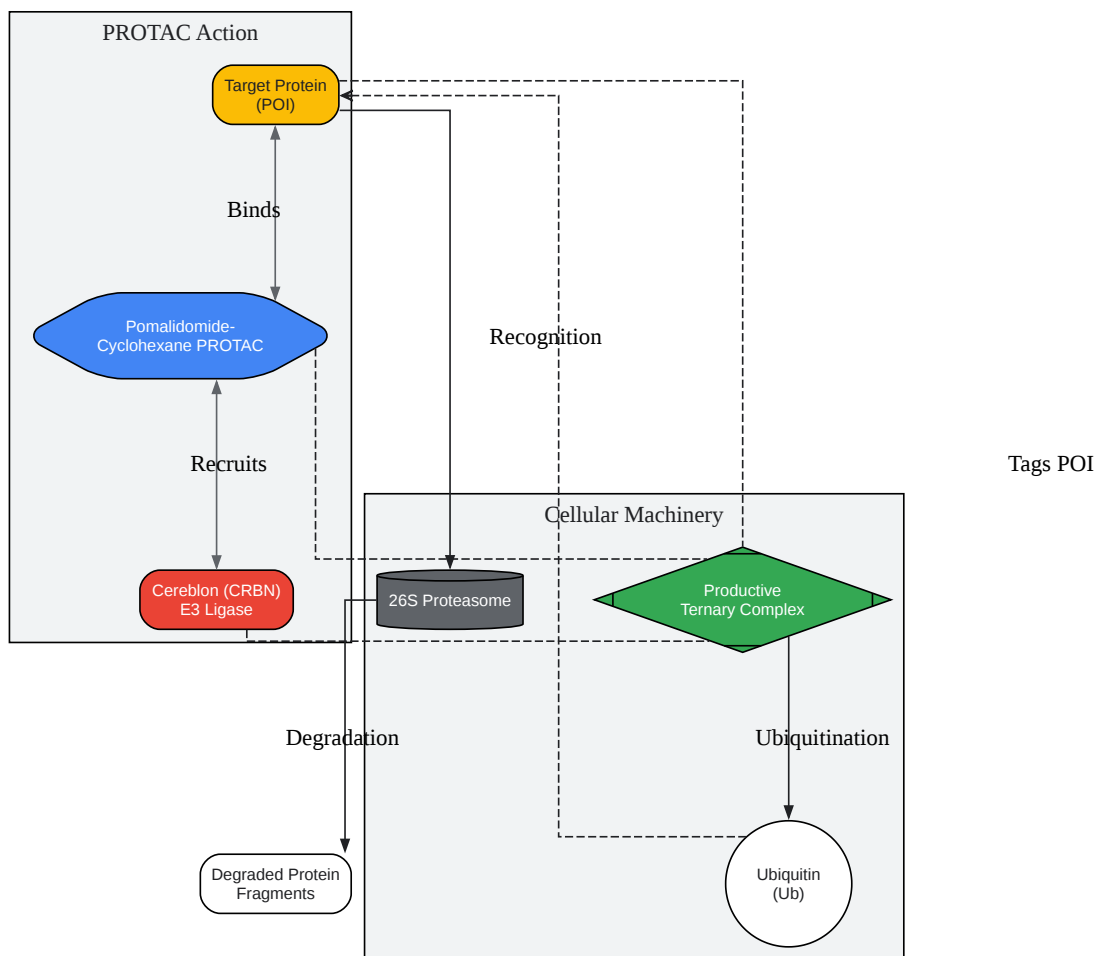 PROTAC Action
Target Protein
(POI)
Binds
Pomalidomide-
Cyclohexane PROTAC
Recognition
Recruits
Tags POI
Cellular Machinery
Cereblon (CRBN)
E3 Ligase
26S Proteasome
Productive
Ternary Complex
Degradation
Ubiquitination
Degraded Protein
Fragments
Ubiquitin
(Ub)